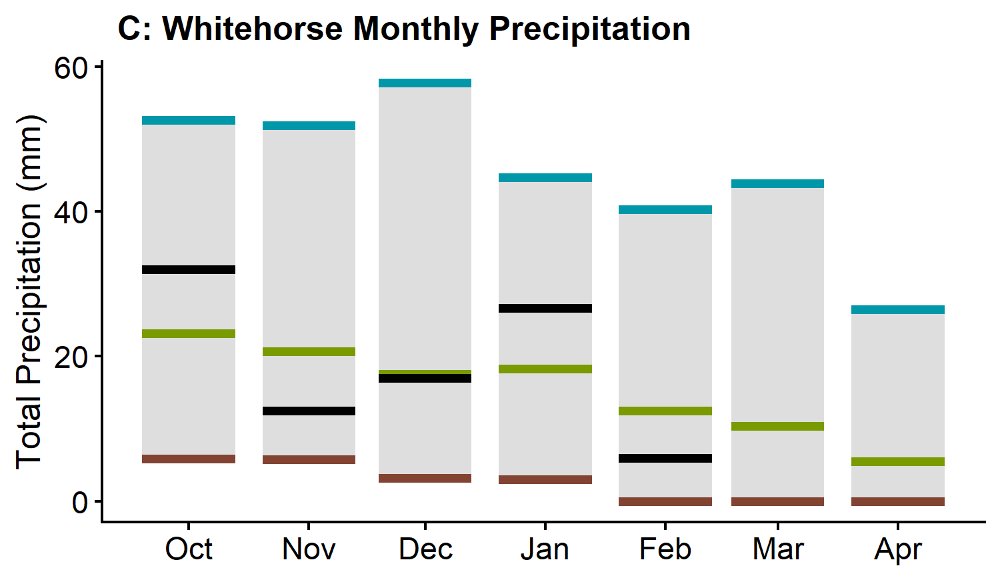 C: Whitehorse Monthly Precipitation
Total Precipitation (mm)
60
40
20
0
Oct Nov Dec Jan Feb Mar Apr